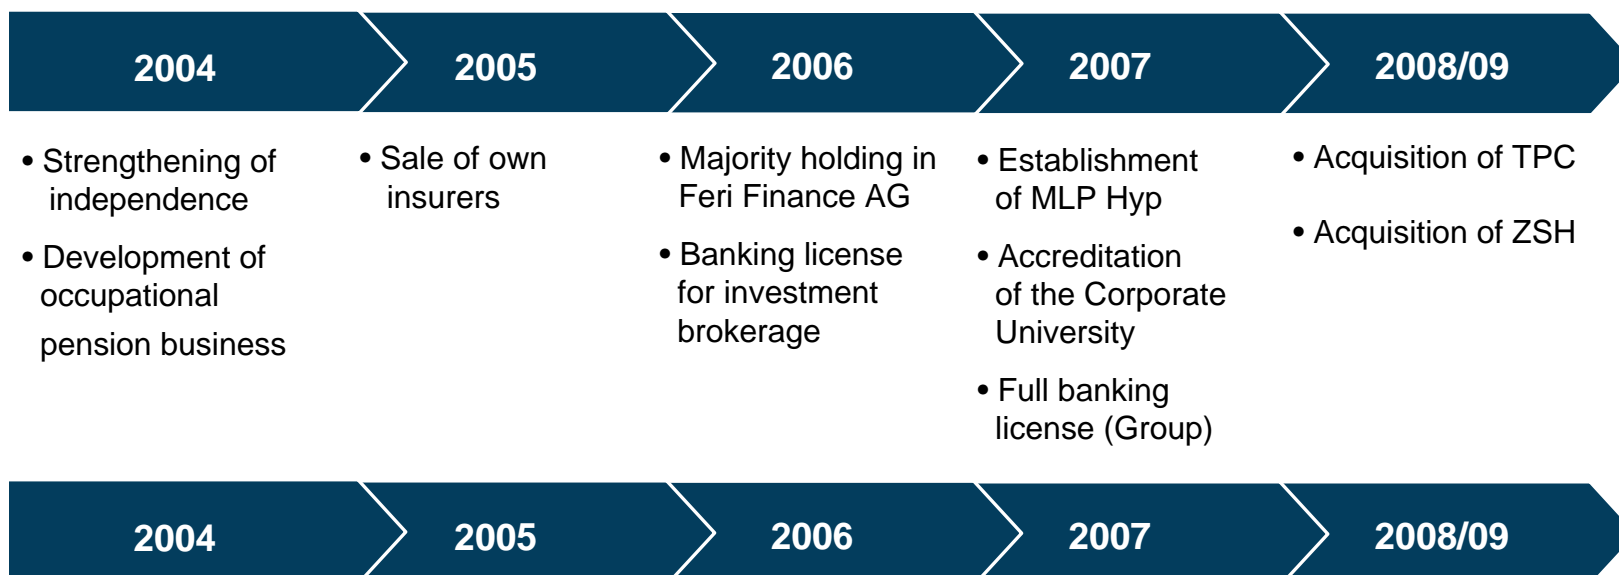 2004
2005
2006
2007
2008/09
• Strengthening of
independence
• Development of
occupational
pension business
• Sale of own
insurers
• Majority holding in
Feri Finance AG
• Banking license
for investment
brokerage
• Establishment
of MLP Hyp
• Accreditation
of the Corporate
University
• Full banking
license (Group)
• Acquisition of TPC
• Acquisition of ZSH
2004
2005
2006
2007
2008/09